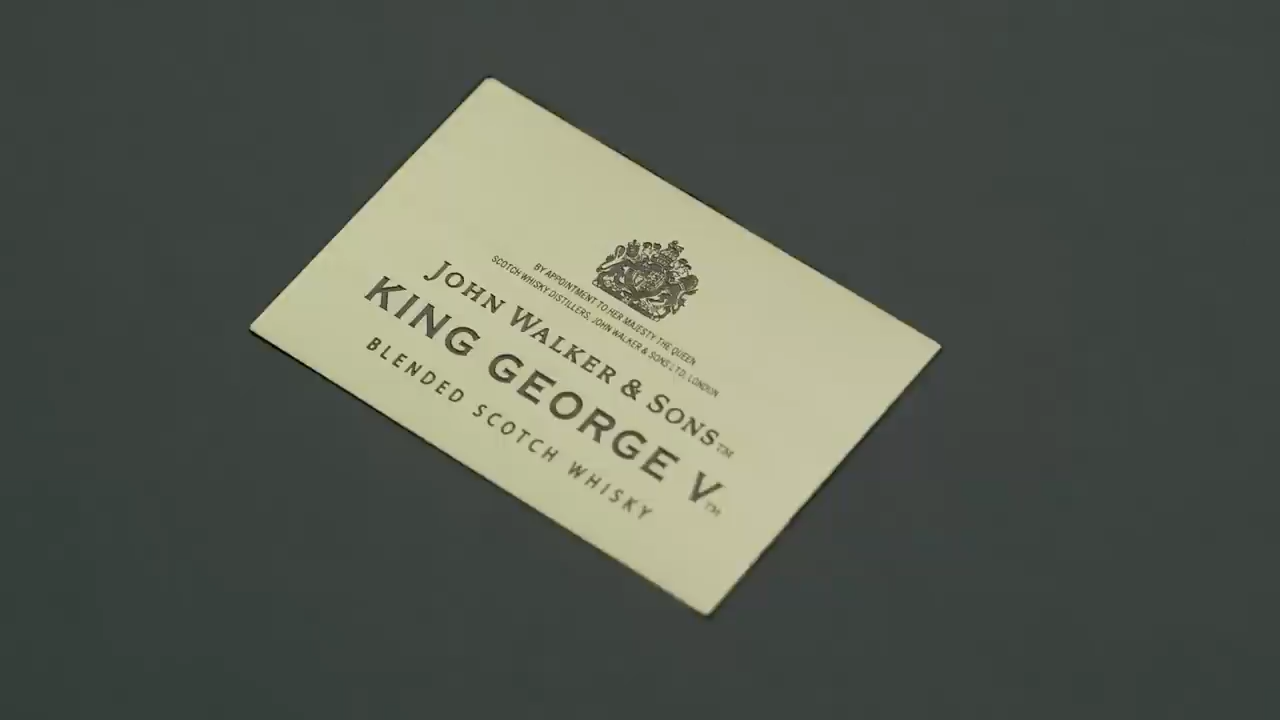 BY APPOINTMENT TO HER MAJESTY THE QUEEN
SCOTCH WHISKY DISTILLERS, JOHN WALKER & SONS LTD, LONDON
JOHN WALKER & SONS™
KING GEORGE V™
BLENDED SCOTCH WHISKY